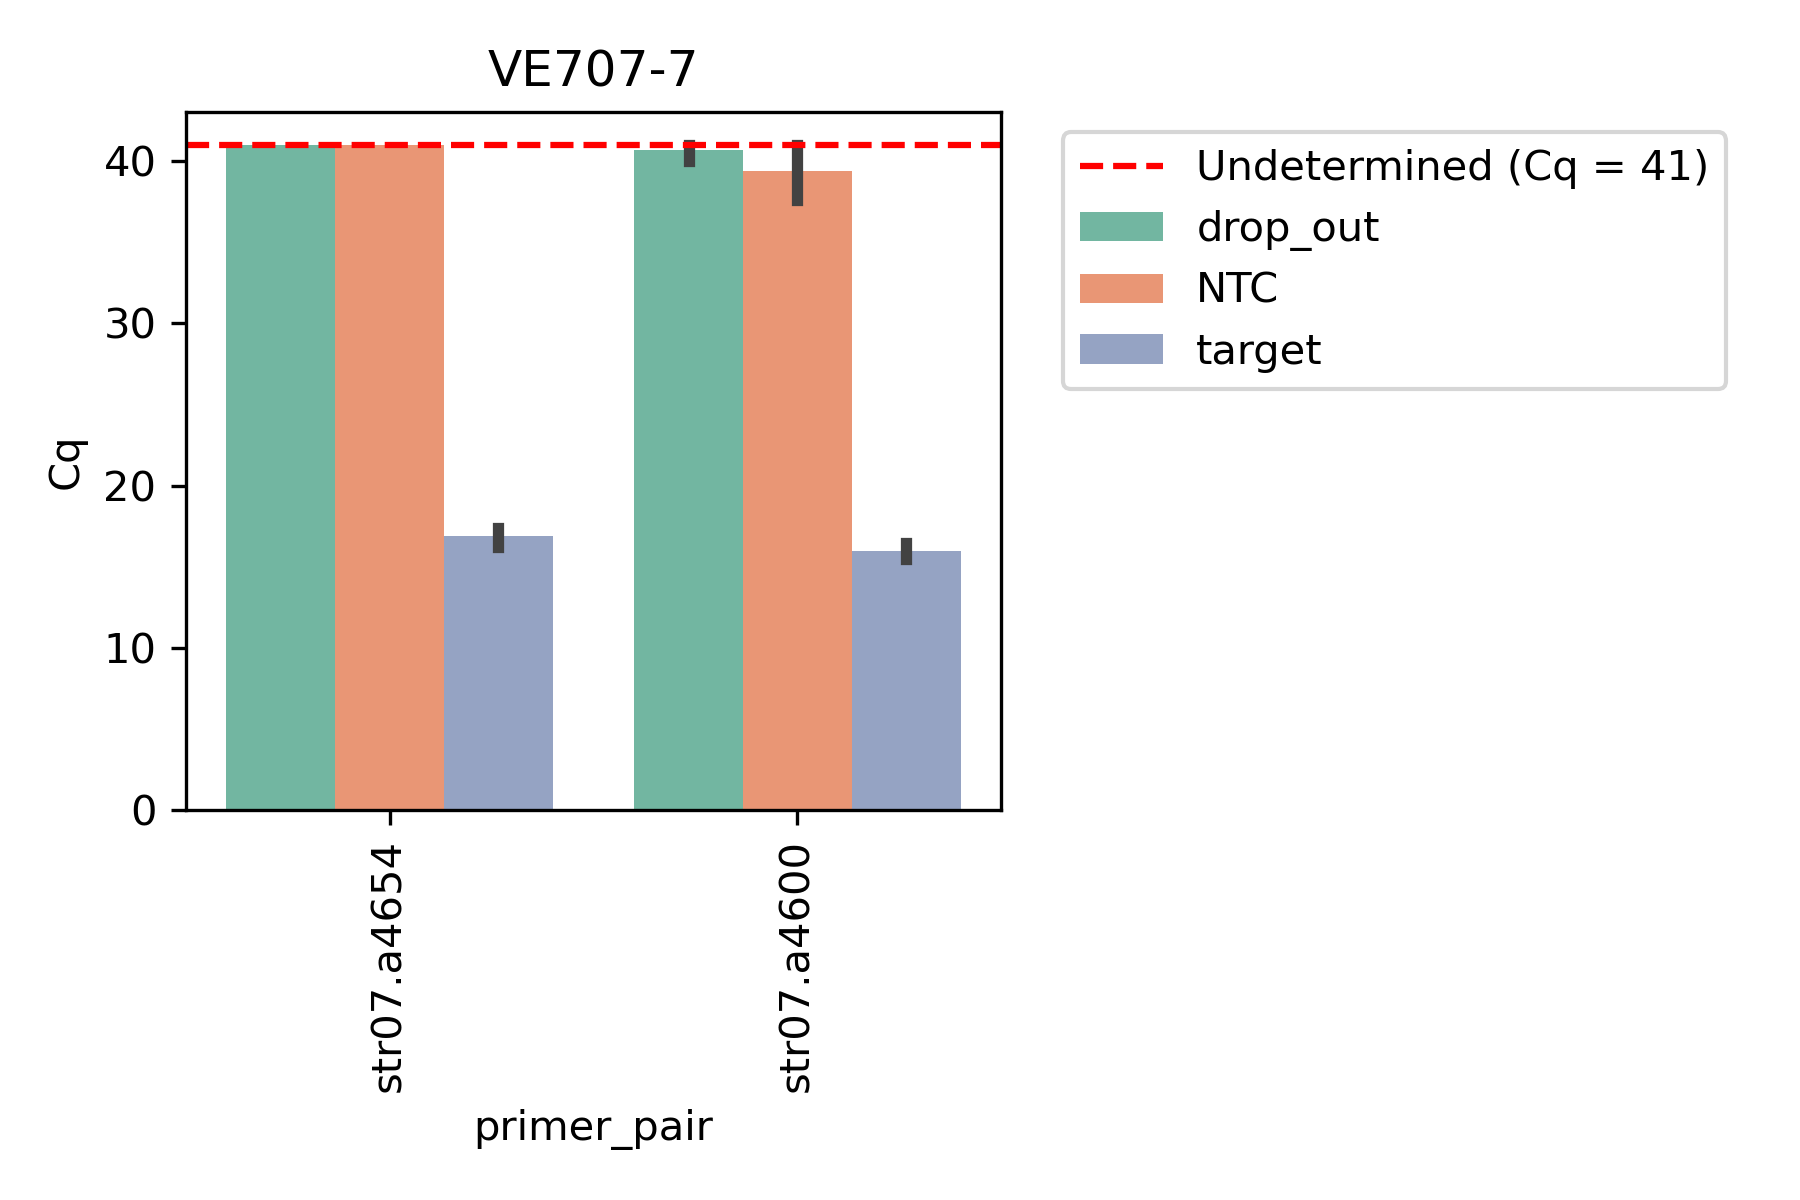 VE707-7
Undetermined (Cq = 41)
drop_out
NTC
target
Cq
40
30
20
10
0
str07.a4654
str07.a4600
primer_pair